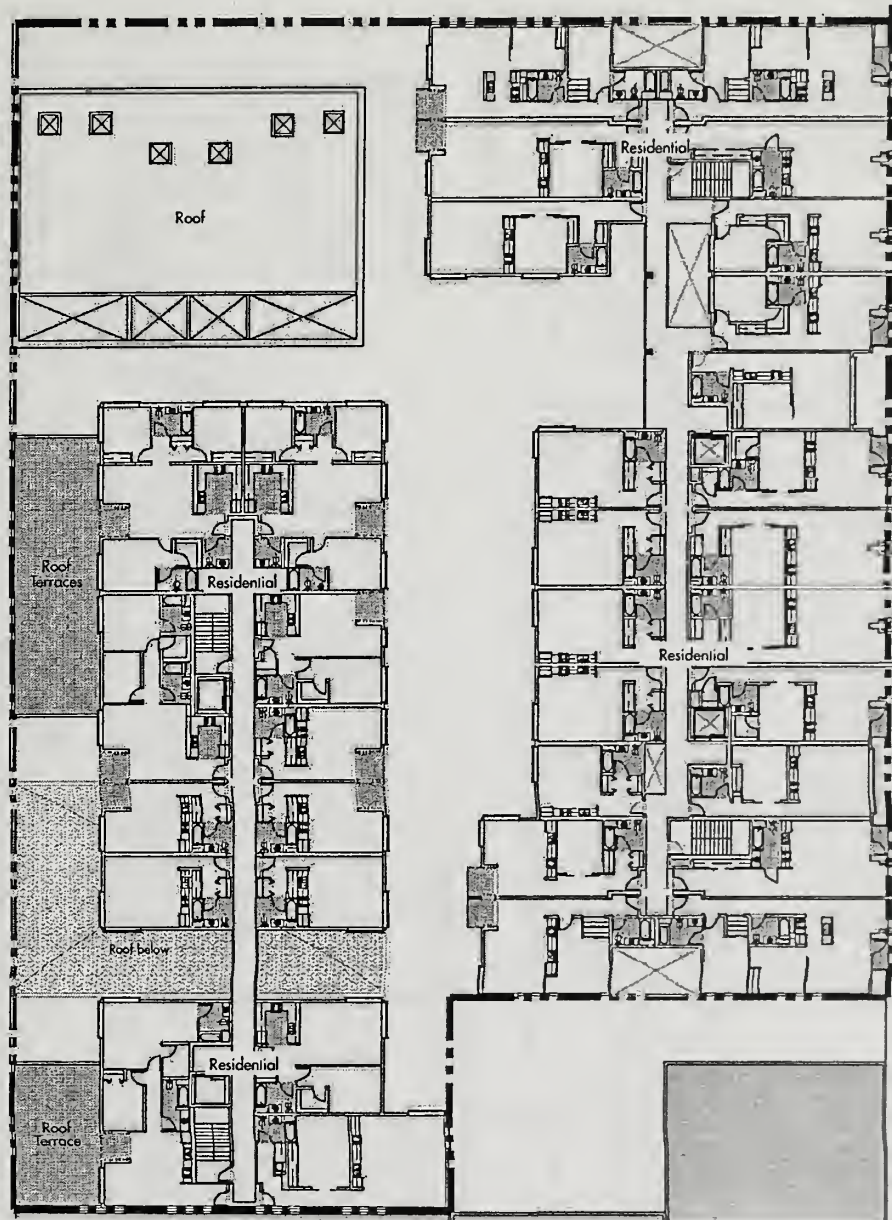 Residential
Roof
Roof
Terraces
Residential
Residential
Roof below
Residential
Roof
Terrace